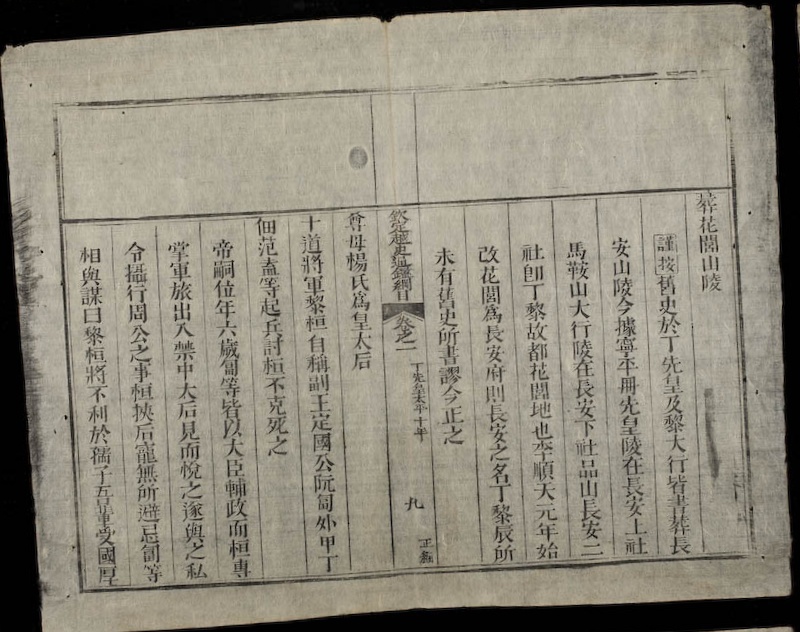 葬花閭山陵
謹按舊史於丁先皇及黎大行皆書葬長
安山陵今據寧平冊先皇陵在長安上社
馬鞍山大行陵在長安下社品山長安二
社卽丁黎故都花閭地也李順天元年始
改花閭爲長安府則長安之名丁黎辰所
未有舊史所書謬今正之
欽定越史通鑑綱目 卷之一 丁先皇太平十年 九 正編
尊母楊氏爲皇太后
十道將軍黎桓自稱副王定國公阮匐外甲丁
佃范盍等起兵討桓不克死之
帝嗣位年六歲匐等皆以大臣輔政而桓專
掌軍旅出入禁中太后見而悅之遂與之私
令攝行周公之事桓挾后寵無所避忌匐等
相與謀曰黎桓將不利於孺子吾輩受國厚